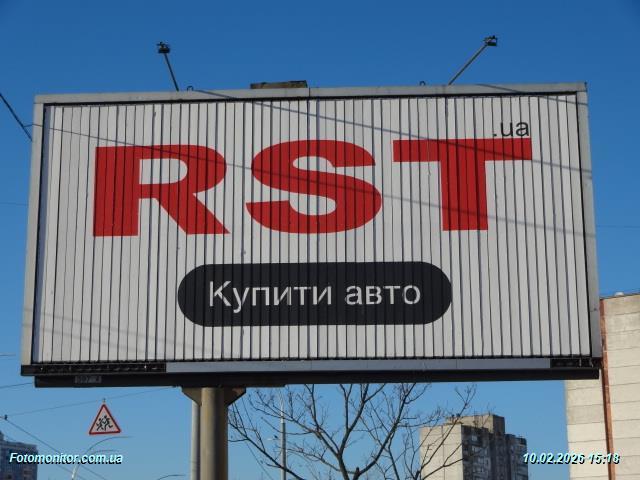 .ua
RST
Купити авто
Fotomonitor.com.ua
10.02.2026 15:18